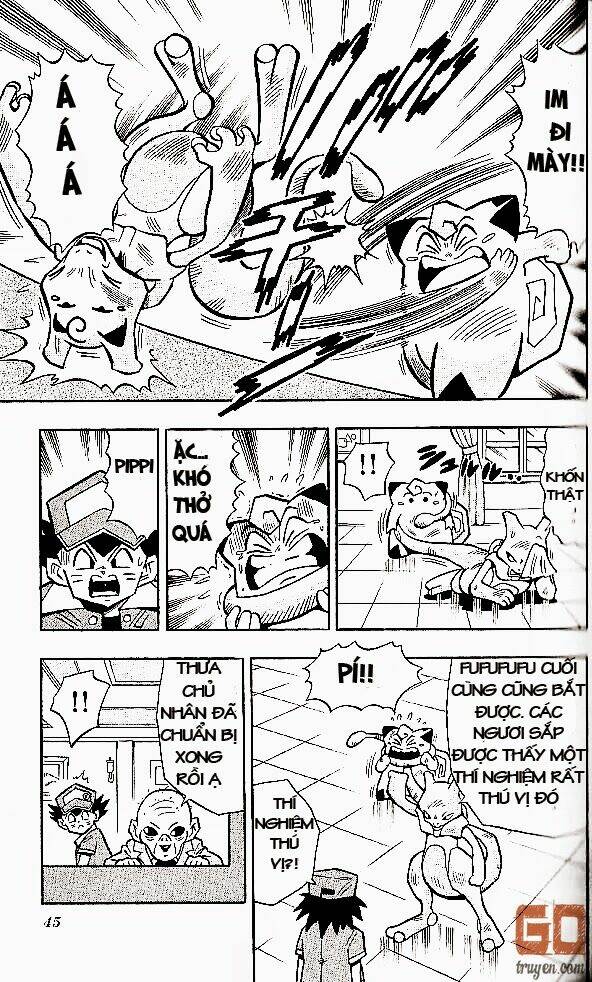 IM
ĐI
MÀY!!
Á
Á
Á
KHỐN
THẬT
!!
ẶC...
KHÓ
THỞ
QUÁ
PIPPI
FUFUFUFU CUỐI
CÙNG CŨNG BẮT
ĐƯỢC. CÁC
NGƯƠI SẮP
ĐƯỢC THẤY MỘT
THÍ NGHIỆM RẤT
THÚ VỊ ĐÓ
PÍ!!
THÍ
NGHIỆM
THÚ
VỊ?!
THƯA
CHỦ
NHÂN ĐÃ
CHUẨN BỊ
XONG
RỒI Ạ
!!
45
GO
truyen.com